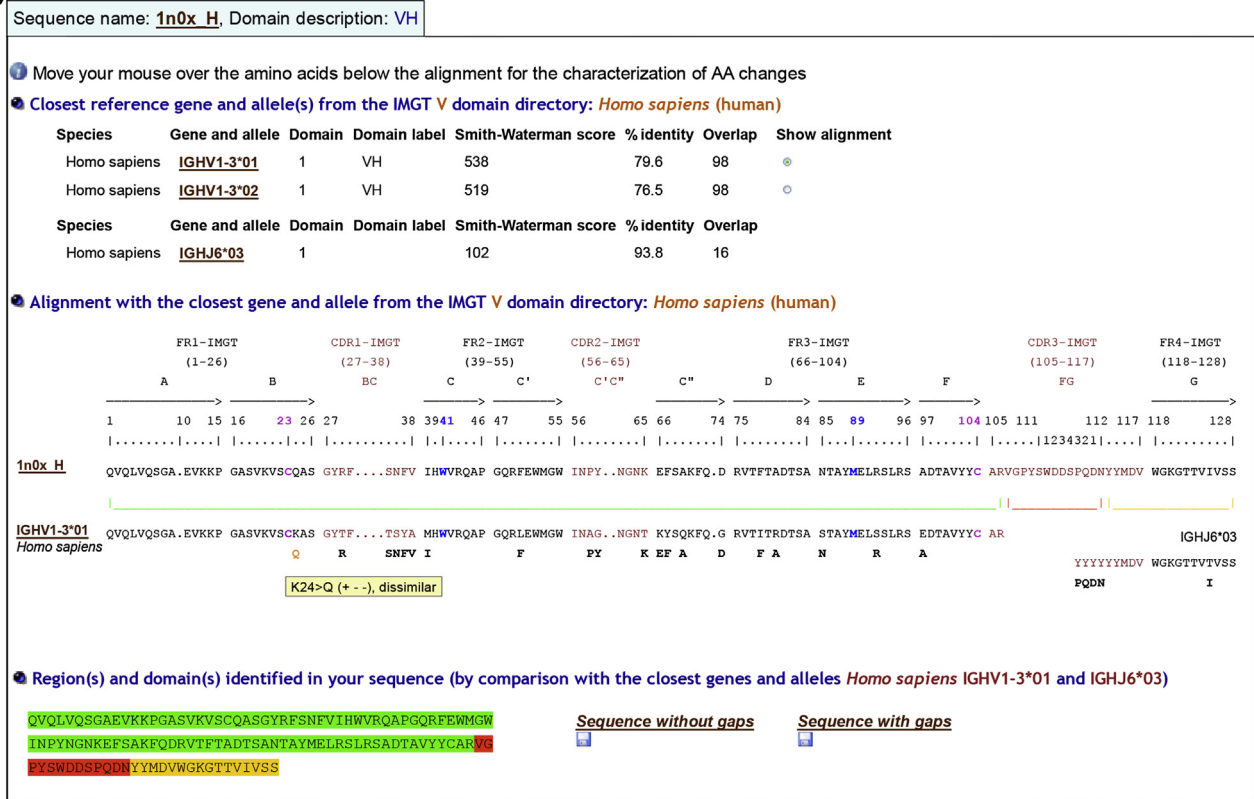 Sequence name: 1n0x_H, Domain description: VH
Move your mouse over the amino acids below the alignment for the characterization of AA changes
Closest reference gene and allele(s) from the IMGT V domain directory: Homo sapiens (human)
Species Gene and allele Domain Domain label Smith-Waterman score % identity Overlap Show alignment
Homo sapiens IGHV1-3*01 1 VH 538 79.6 98
Homo sapiens IGHV1-3*02 1 VH 519 76.5 98
Species Gene and allele Domain Domain label Smith-Waterman score % identity Overlap
Homo sapiens IGHJ6*03 1 102 93.8 16
Alignment with the closest gene and allele from the IMGT V domain directory: Homo sapiens (human)
FR1-IMGT CDR1-IMGT FR2-IMGT CDR2-IMGT FR3-IMGT CDR3-IMGT FR4-IMGT
(1-26) (27-38) (39-55) (56-65) (66-104) (105-117) (118-128)
A B BC C C' C'C" C" D E F FG G
1 10 15 16 23 26 27 38 39 41 46 47 55 56 65 66 74 75 84 85 89 96 97 104 105 111 112 117 118 128
1234321
1n0x_H QVQLVQSGA.EVKKP GASVKVSCQAS GYRF....SNFV IHWVRQAP GQRFEWMGW INPY..NGNK EFSAKFQ.D RVTFTADTSA NTAYMELRSLRS ADTAVYYC ARVGPYSWDDSPQDNYYMDV WGKGTTVIVSS
IGHV1-3*01 QVQLVQSGA.EVKKP GASVKVSCKAS GYTF....TSYA MHWVRQAP GQRLEWMGW INAG..NGNT KYSQKFQ.G RVTITRDTSA STAYMELSSLRS EDTAVYYC AR IGHJ6*03
Homo sapiens
Q R SNFV I F PY K EF A D F A N R A
YYYYYYMDV WGKGTTVTVSS
PQDN I
K24>Q (+ - -), dissimilar
Region(s) and domain(s) identified in your sequence (by comparison with the closest genes and alleles Homo sapiens IGHV1-3*01 and IGHJ6*03)
QVQLVQSGAEVKKPGASVKVSCQASGYRFSNFVIHWVRQAPGQRFEWMGW
INPYNGNKEFSAKFQDRVTFTADTSANTAYMELRSLRSADTAVYYCARVG
PYSWDDSPQDNYYMDVWGKGTTVIVSS
Sequence without gaps Sequence with gaps